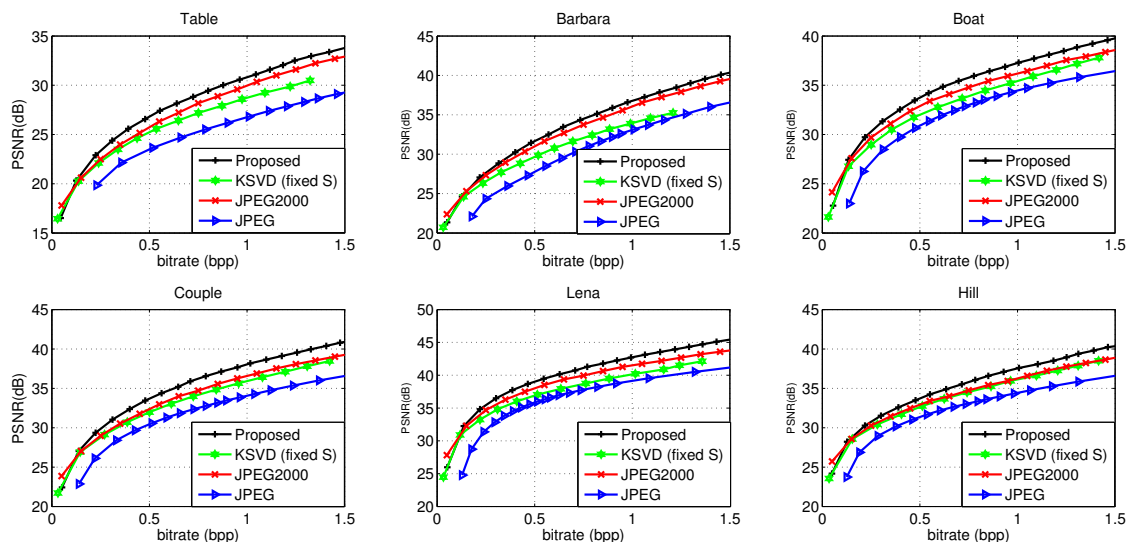 Table
35
30
25
20
15
PSNR(dB)
0
0.5
1
1.5
bitrate (bpp)
Proposed
KSVD (fixed S)
JPEG2000
JPEG
Barbara
45
40
35
30
25
20
PSNR(dB)
0
0.5
1
1.5
bitrate (bpp)
Proposed
KSVD (fixed S)
JPEG2000
JPEG
Boat
40
35
30
25
20
PSNR(dB)
0
0.5
1
1.5
bitrate (bpp)
Proposed
KSVD (fixed S)
JPEG2000
JPEG
Couple
45
40
35
30
25
20
PSNR(dB)
0
0.5
1
1.5
bitrate (bpp)
Proposed
KSVD (fixed S)
JPEG2000
JPEG
Lena
50
45
40
35
30
25
20
PSNR(dB)
0
0.5
1
1.5
bitrate (bpp)
Proposed
KSVD (fixed S)
JPEG2000
JPEG
Hill
45
40
35
30
25
20
PSNR(dB)
0
0.5
1
1.5
bitrate (bpp)
Proposed
KSVD (fixed S)
JPEG2000
JPEG